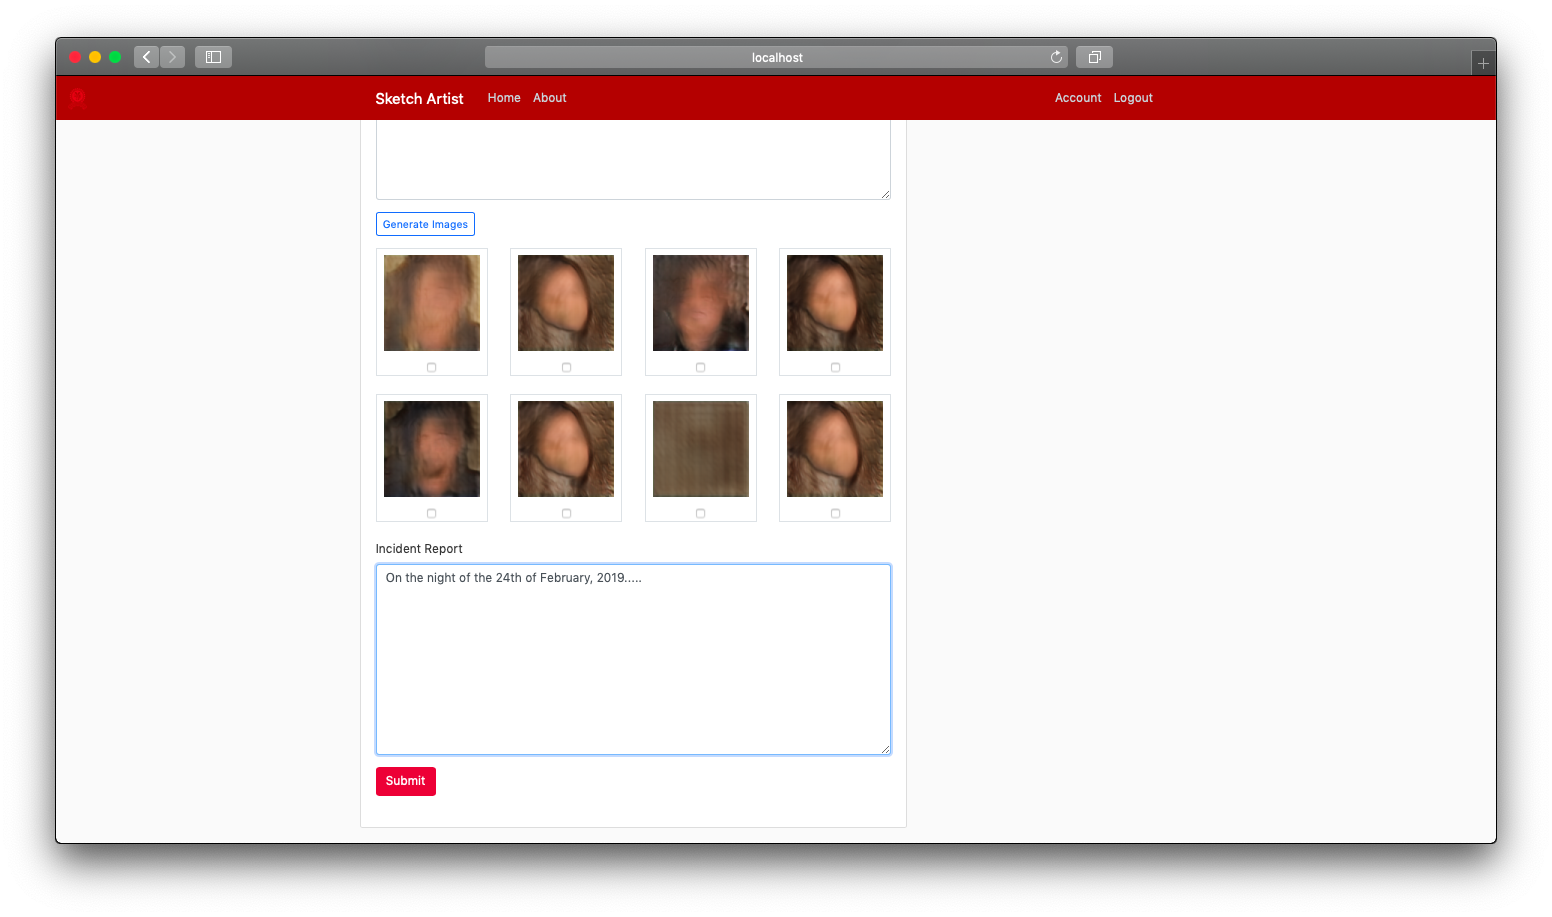 localhost
Sketch Artist Home About Account Logout
Generate Images
Incident Report
On the night of the 24th of February, 2019.....
Submit